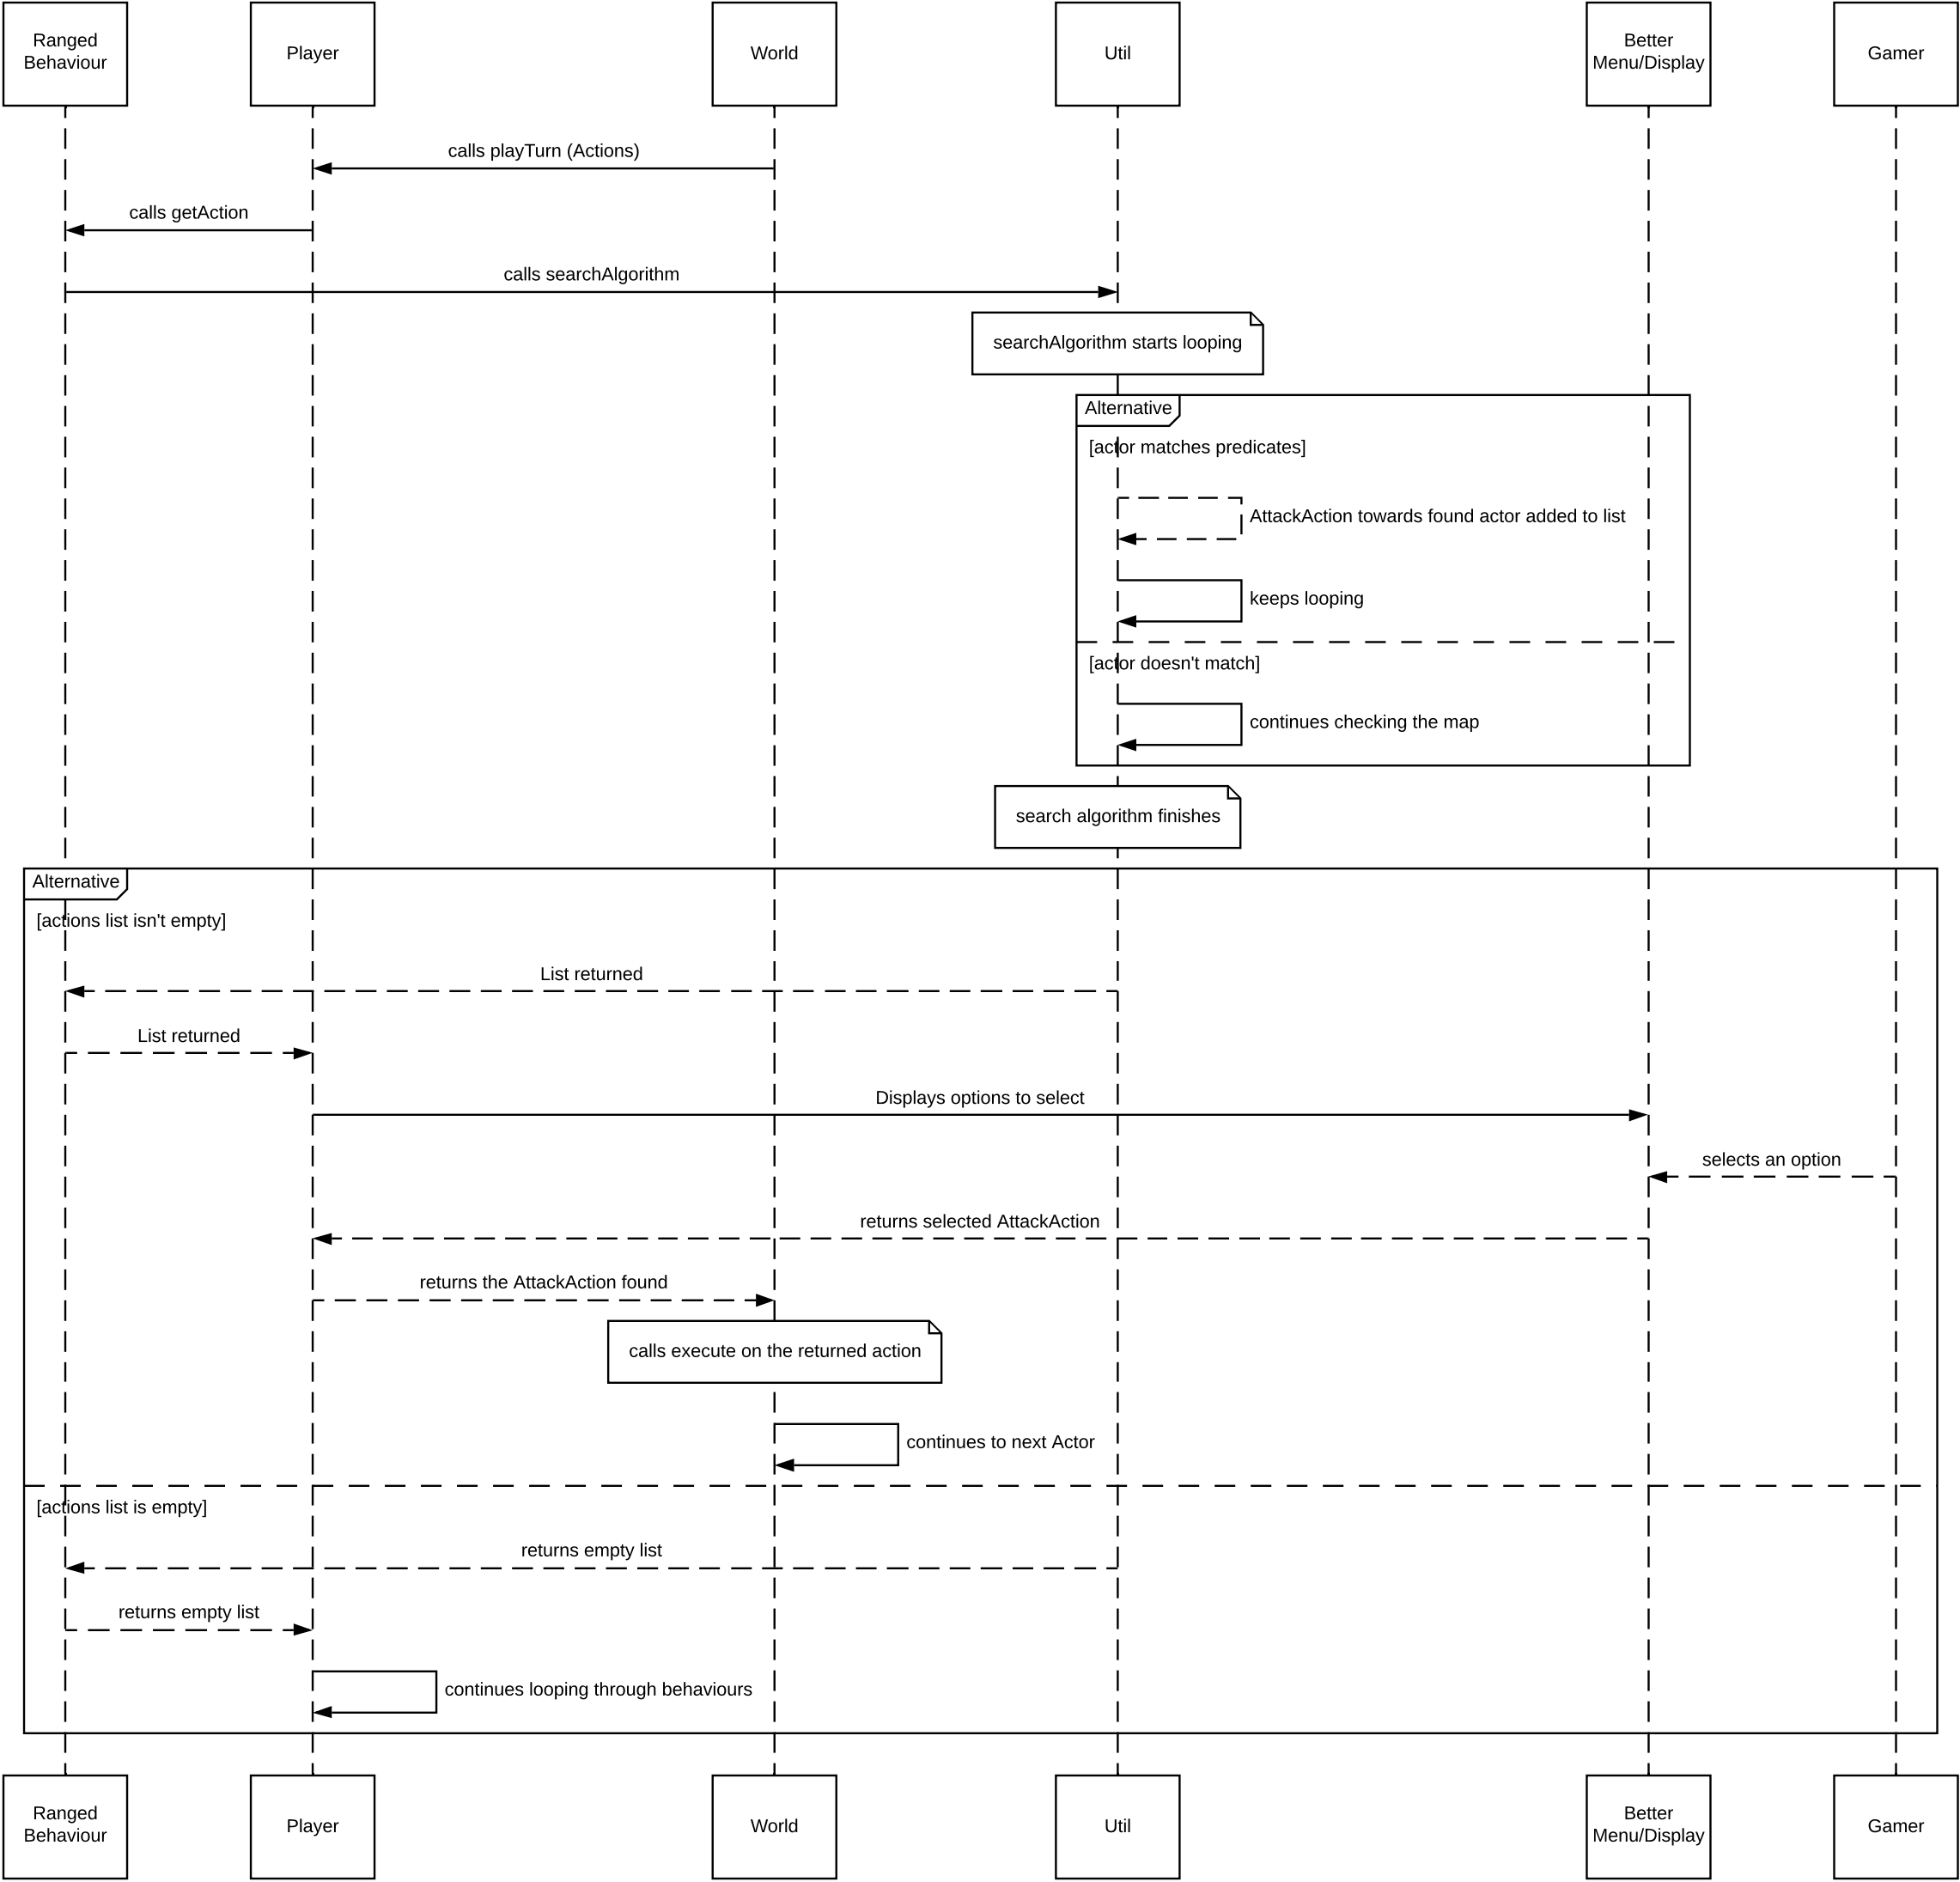 Ranged
Behaviour
Player
World
Util
Better
Menu/Display
Gamer
calls playTurn (Actions)
calls getAction
calls searchAlgorithm
searchAlgorithm starts looping
Alternative
[actor matches predicates]
AttackAction towards found actor added to list
keeps looping
[actor doesn't match]
continues checking the map
search algorithm finishes
Alternative
[actions list isn't empty]
List returned
List returned
Displays options to select
selects an option
returns selected AttackAction
returns the AttackAction found
calls execute on the returned action
continues to next Actor
[actions list is empty]
returns empty list
returns empty list
continues looping through behaviours
Ranged
Behaviour
Player
World
Util
Better
Menu/Display
Gamer